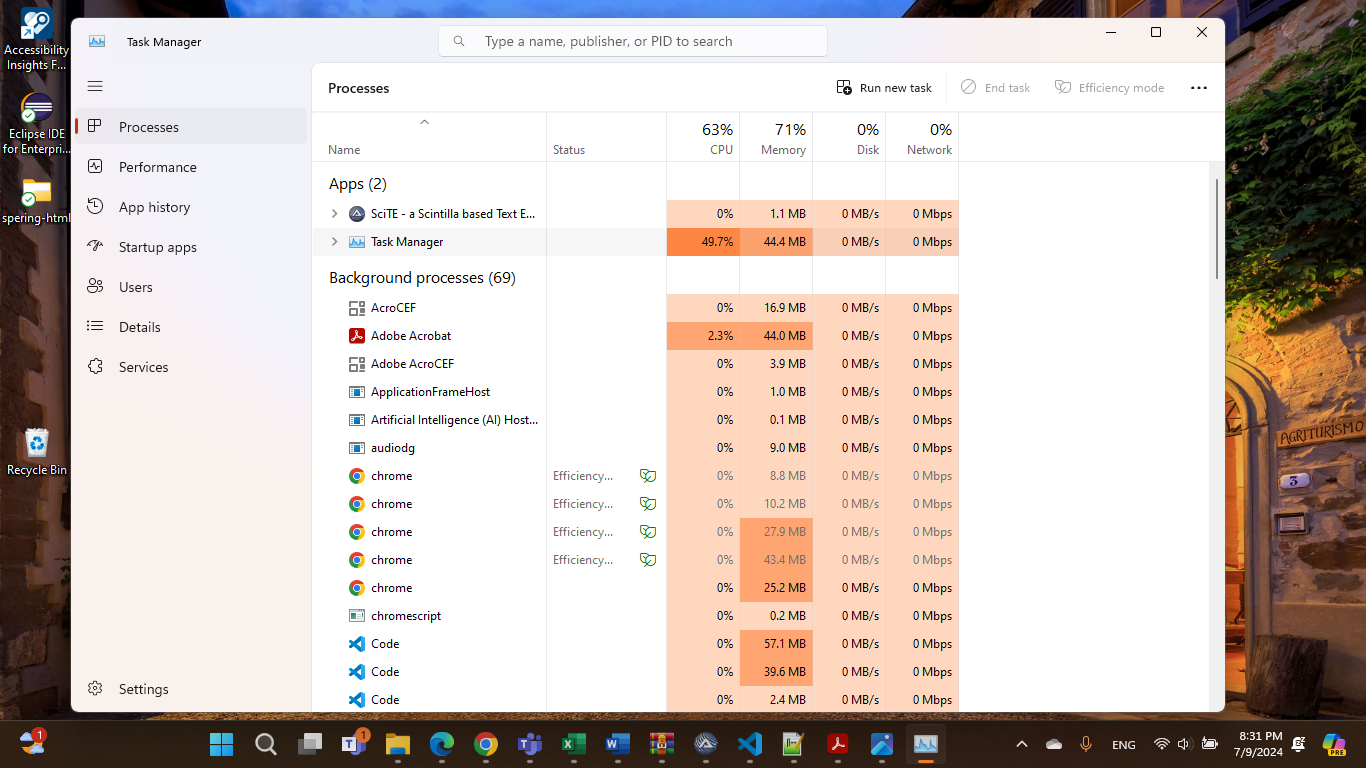 Accessibility
Insights F...
Eclipse IDE
for Enterpri...
spering-html
Recycle Bin
Task Manager
Type a name, publisher, or PID to search
Processes
Performance
App history
Startup apps
Users
Details
Services
Settings
Processes
Run new task
End task
Efficiency mode
63% 71% 0% 0%
Name Status CPU Memory Disk Network
Apps (2)
SciTE - a Scintilla based Text E... 0% 1.1 MB 0 MB/s 0 Mbps
Task Manager 49.7% 44.4 MB 0 MB/s 0 Mbps
Background processes (69)
AcroCEF 0% 16.9 MB 0 MB/s 0 Mbps
Adobe Acrobat 2.3% 44.0 MB 0 MB/s 0 Mbps
Adobe AcroCEF 0% 3.9 MB 0 MB/s 0 Mbps
ApplicationFrameHost 0% 1.0 MB 0 MB/s 0 Mbps
Artificial Intelligence (AI) Host... 0% 0.1 MB 0 MB/s 0 Mbps
audiodg 0% 9.0 MB 0 MB/s 0 Mbps
chrome Efficiency... 0% 8.8 MB 0 MB/s 0 Mbps
chrome Efficiency... 0% 10.2 MB 0 MB/s 0 Mbps
chrome Efficiency... 0% 27.9 MB 0 MB/s 0 Mbps
chrome Efficiency... 0% 43.4 MB 0 MB/s 0 Mbps
chrome 0% 25.2 MB 0 MB/s 0 Mbps
chromescript 0% 0.2 MB 0 MB/s 0 Mbps
Code 0% 57.1 MB 0 MB/s 0 Mbps
Code 0% 39.6 MB 0 MB/s 0 Mbps
Code 0% 2.4 MB 0 MB/s 0 Mbps
AGRITURISMO
3
1
1
ENG
8:31 PM
7/9/2024
PRE